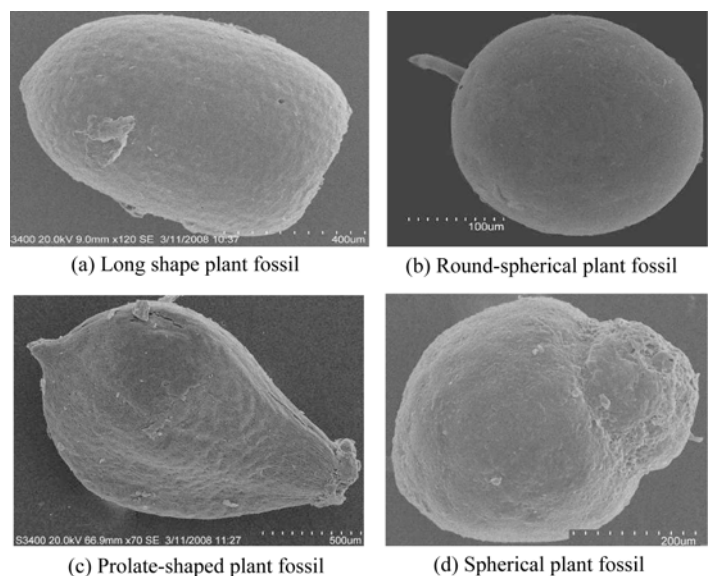 3400 20.0kV 9.0mm x120 SE 3/11/2008 10:37 400um
100um
(a) Long shape plant fossil
(b) Round-spherical plant fossil
S3400 20.0kV 66.9mm x70 SE 3/11/2008 11:27 500um
200um
(c) Prolate-shaped plant fossil
(d) Spherical plant fossil